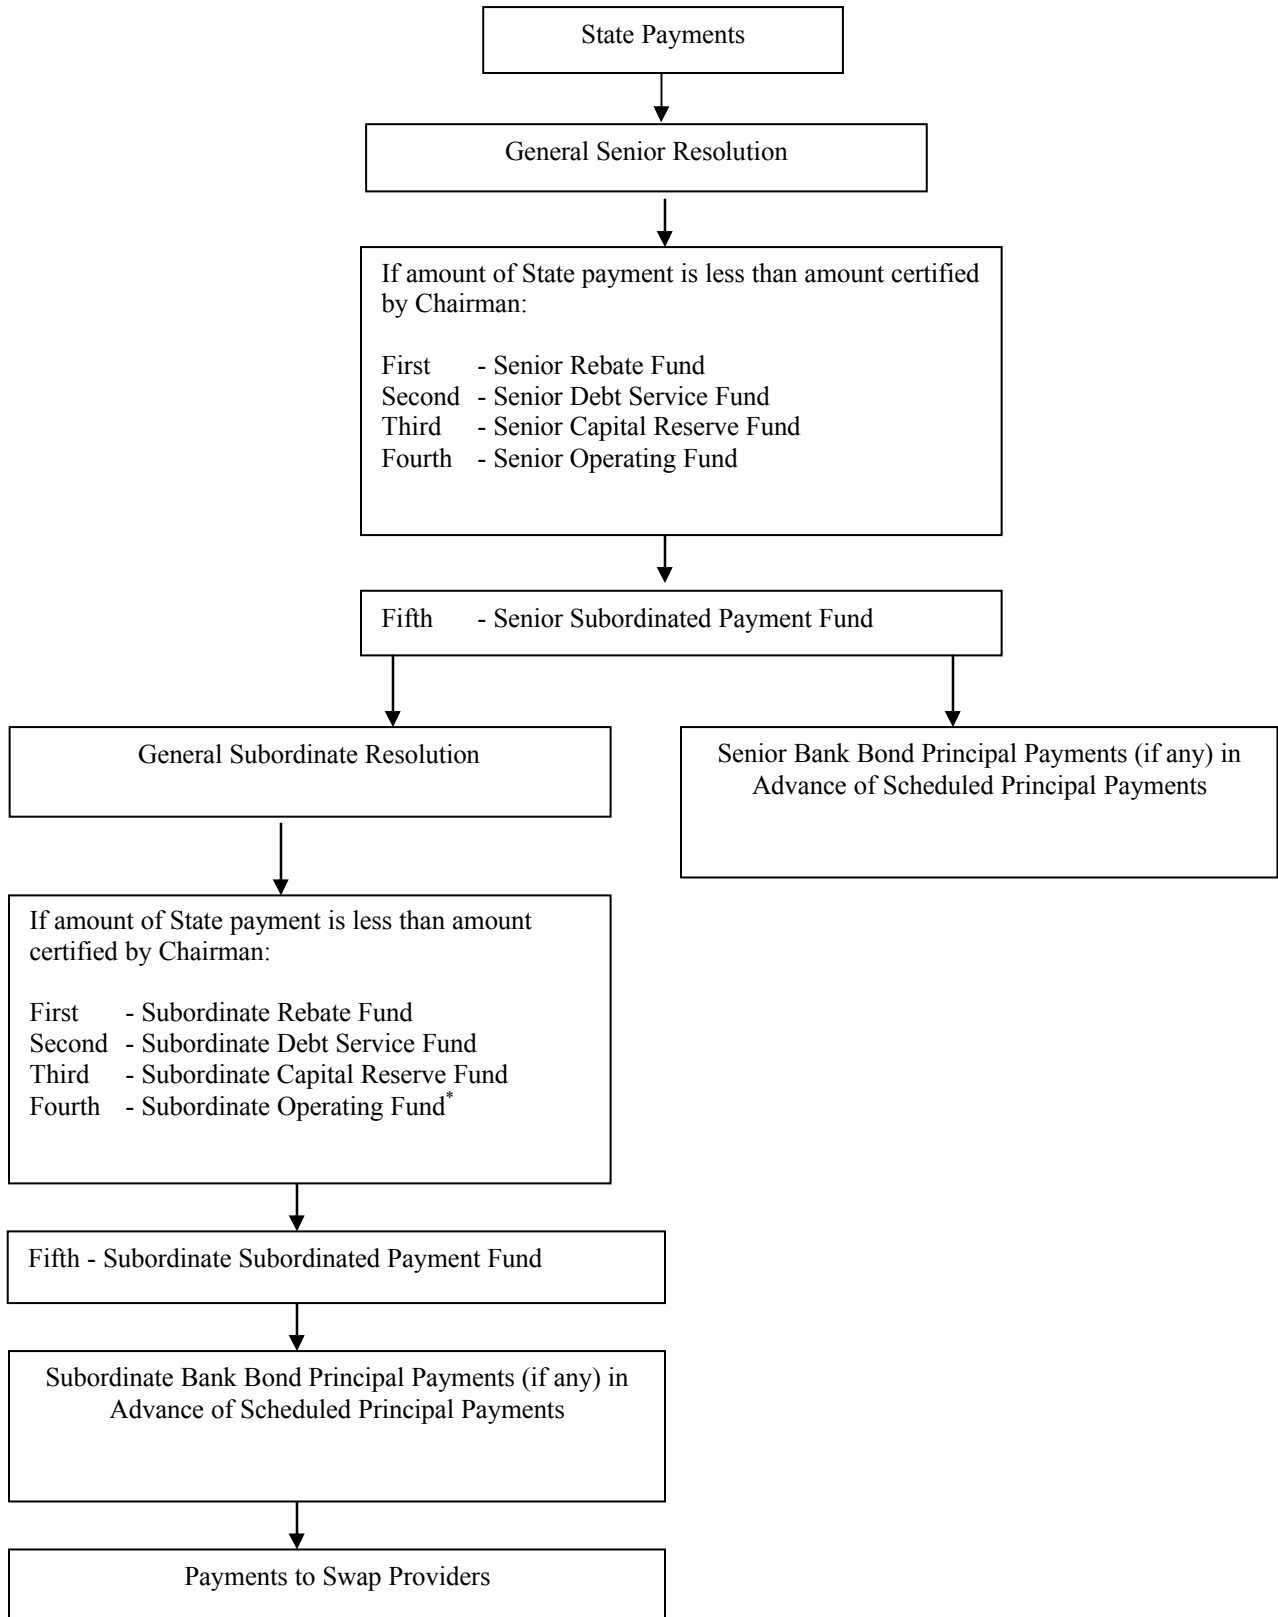 State Payments
General Senior Resolution
If amount of State payment is less than amount certified
by Chairman:
First - Senior Rebate Fund
Second - Senior Debt Service Fund
Third - Senior Capital Reserve Fund
Fourth - Senior Operating Fund
Fifth - Senior Subordinated Payment Fund
General Subordinate Resolution
Senior Bank Bond Principal Payments (if any) in
Advance of Scheduled Principal Payments
If amount of State payment is less than amount
certified by Chairman:
First - Subordinate Rebate Fund
Second - Subordinate Debt Service Fund
Third - Subordinate Capital Reserve Fund
Fourth - Subordinate Operating Fund*
Fifth - Subordinate Subordinated Payment Fund
Subordinate Bank Bond Principal Payments (if any) in
Advance of Scheduled Principal Payments
Payments to Swap Providers